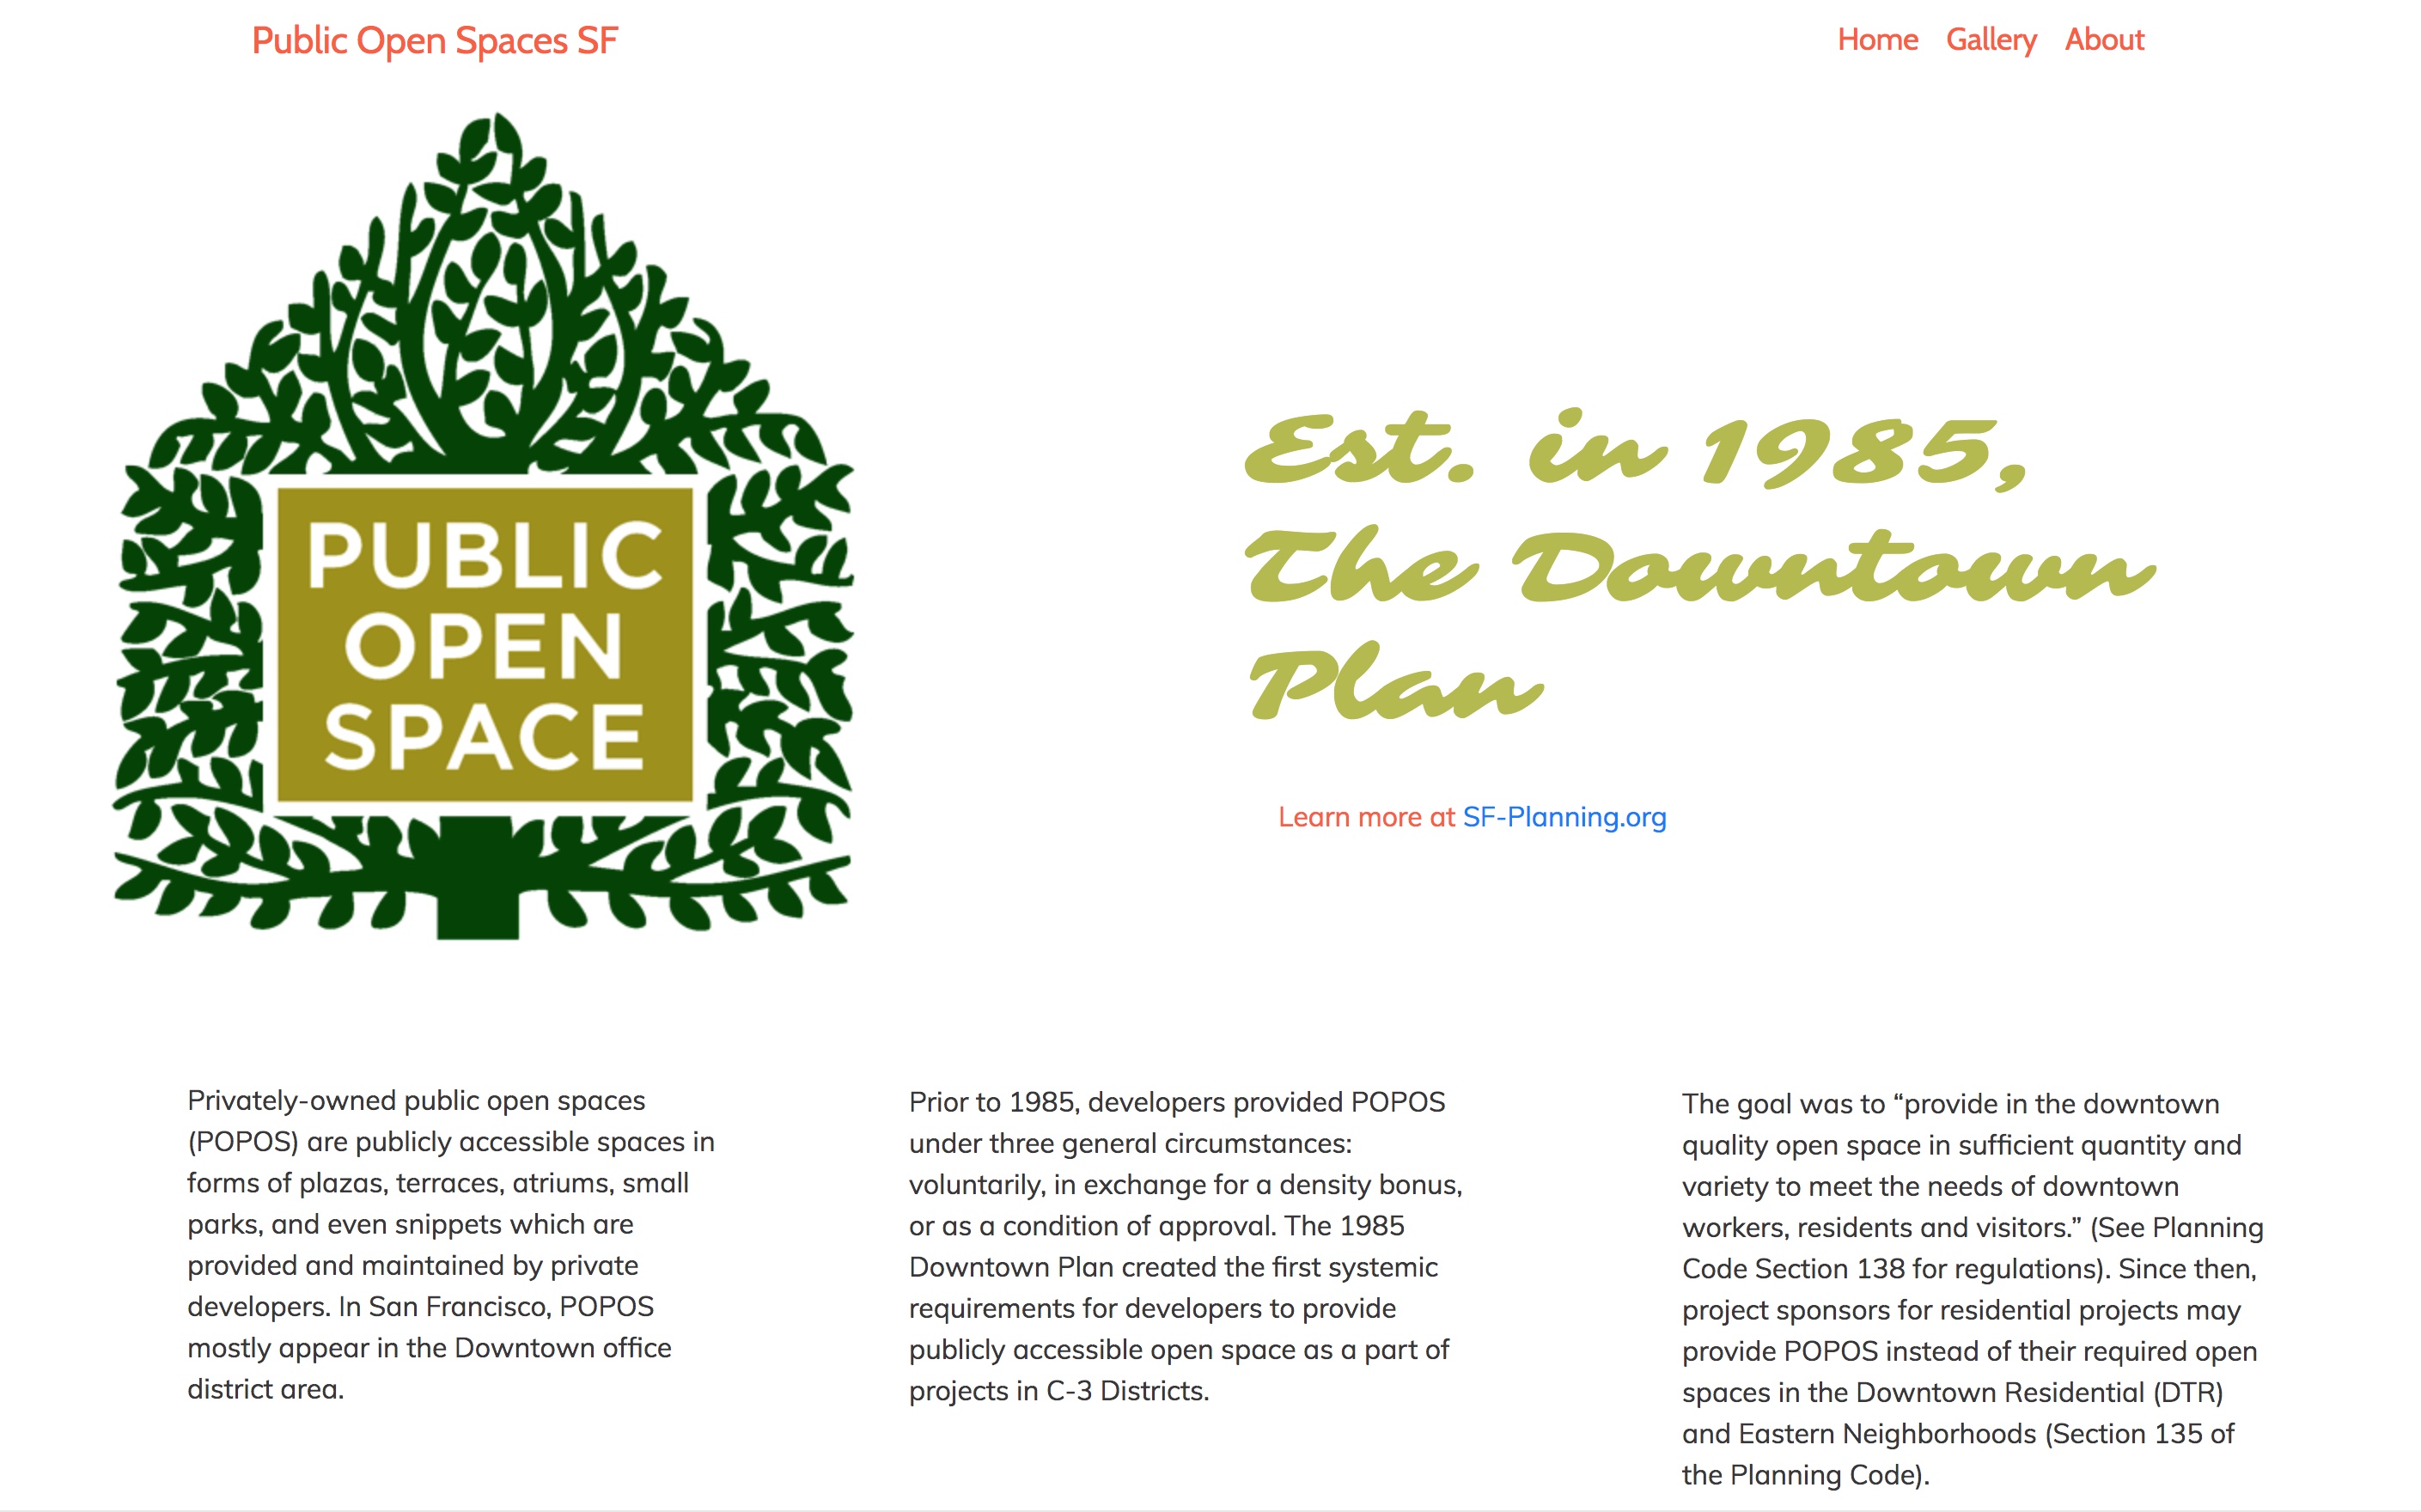 Public Open Spaces SF
Home Gallery About
PUBLIC
OPEN
SPACE
Est. in 1985,
The Downtown
Plan
Learn more at SF-Planning.org
Privately-owned public open spaces
(POPOS) are publicly accessible spaces in
forms of plazas, terraces, atriums, small
parks, and even snippets which are
provided and maintained by private
developers. In San Francisco, POPOS
mostly appear in the Downtown office
district area.
Prior to 1985, developers provided POPOS
under three general circumstances:
voluntarily, in exchange for a density bonus,
or as a condition of approval. The 1985
Downtown Plan created the first systemic
requirements for developers to provide
publicly accessible open space as a part of
projects in C-3 Districts.
The goal was to “provide in the downtown
quality open space in sufficient quantity and
variety to meet the needs of downtown
workers, residents and visitors.” (See Planning
Code Section 138 for regulations). Since then,
project sponsors for residential projects may
provide POPOS instead of their required open
spaces in the Downtown Residential (DTR)
and Eastern Neighborhoods (Section 135 of
the Planning Code).